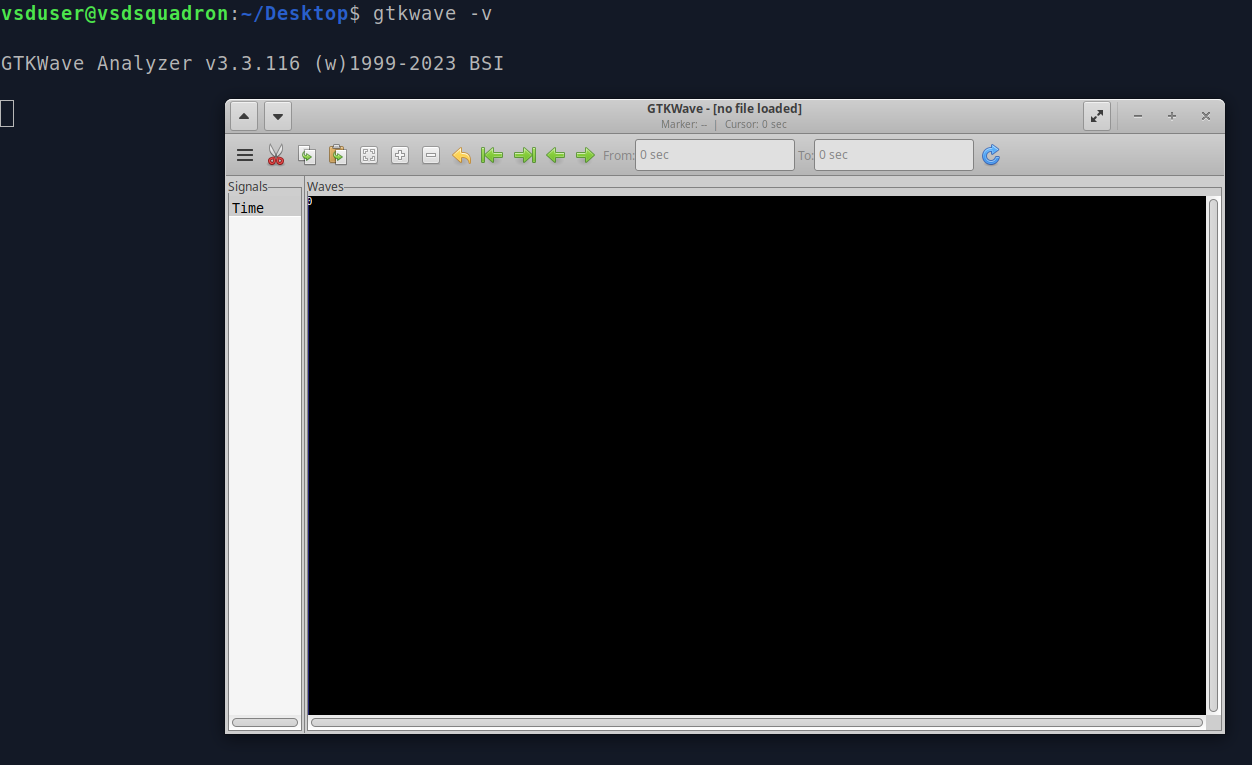 vsduser@vsdsquadron:~/Desktop$ gtkwave -v
GTKWave Analyzer v3.3.116 (w)1999-2023 BSI
GTKWave - [no file loaded]
Marker: -- | Cursor: 0 sec
From: 0 sec To: 0 sec
Signals Waves
Time 0